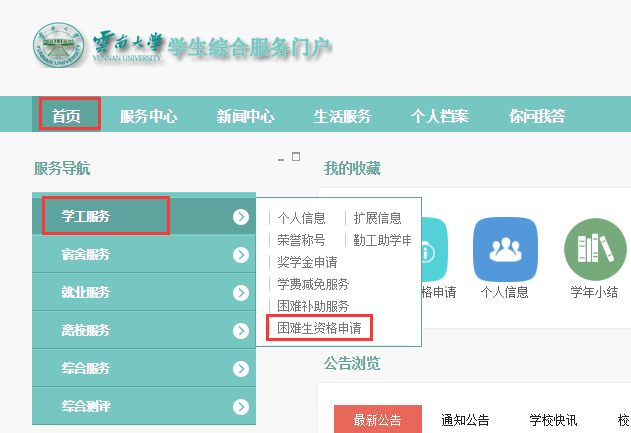 雲南大学 学生综合服务门户
YUNNAN UNIVERSITY
首页 服务中心 新闻中心 生活服务 个人档案 你问我答
服务导航
学工服务
宿舍服务
就业服务
离校服务
综合服务
综合测评
个人信息 扩展信息
荣誉称号 勤工助学申
奖学金申请
学费减免服务
困难补助服务
困难生资格申请
我的收藏
格申请 个人信息 学年小结
公告浏览
最新公告 通知公告 学校快讯 校